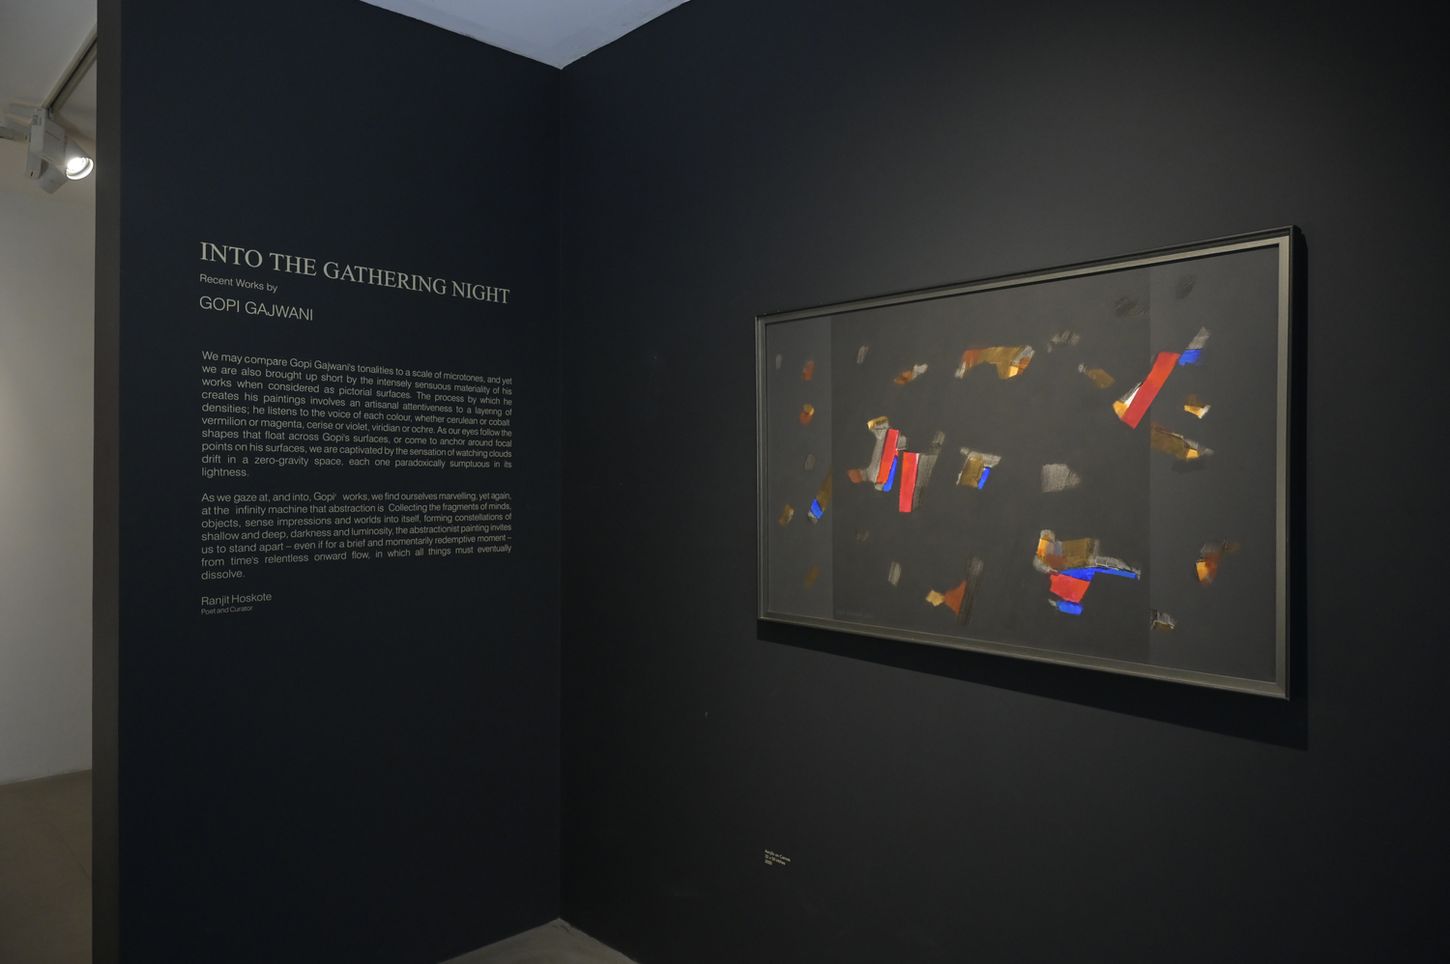 INTO THE GATHERING NIGHT
Recent Works by
GOPI GAJWANI
We may compare Gopi Gajwani's tonalities to a scale of microtones, and yet
we are also brought up short by the intensely sensuous materiality of his
works when considered as pictorial surfaces. The process by which he
creates his paintings involves an artisanal attentiveness to a layering of
densities; he listens to the voice of each colour, whether cerulean or cobalt
vermilion or magenta, cerise or violet, viridian or ochre. As our eyes follow the
shapes that float across Gopi's surfaces, or come to anchor around focal
points on his surfaces, we are captivated by the sensation of watching clouds
drift in a zero-gravity space, each one paradoxically sumptuous in its
lightness.
As we gaze at, and into, Gopi' works, we find ourselves marvelling, yet again,
at the infinity machine that abstraction is Collecting the fragments of minds,
objects, sense impressions and worlds into itself, forming constellations of
shallow and deep, darkness and luminosity, the abstractionist painting invites
us to stand apart – even if for a brief and momentarily redemptive moment –
from time's relentless onward flow, in which all things must eventually
dissolve.
Ranjit Hoskote
Poet and Curator
Acrylic on Canvas